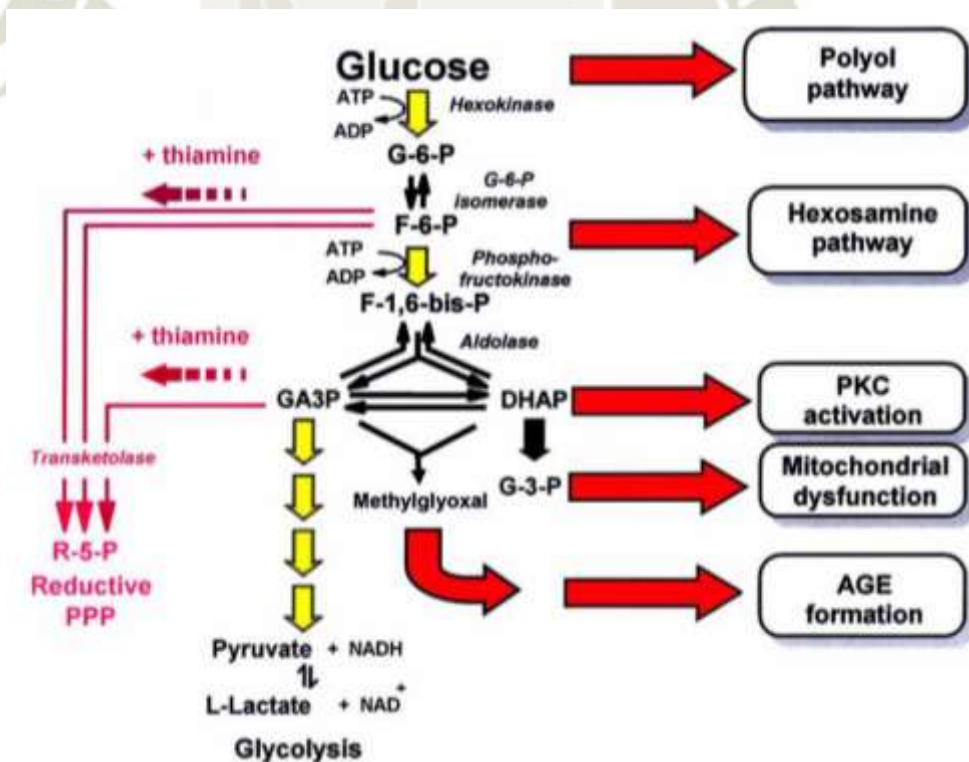 Glucose
Polyol
pathway
ATP
Hexokinase
ADP
+ thiamine
G-6-P
G-6-P
isomerase
F-6-P
Hexosamine
pathway
ATP
Phospho-
fructokinase
ADP
F-1,6-bis-P
+ thiamine
Aldolase
GA3P
DHAP
PKC
activation
Transketolase
Methylglyoxal
G-3-P
Mitochondrial
dysfunction
R-5-P
Reductive
PPP
AGE
formation
Pyruvate + NADH
L-Lactate + NAD+
Glycolysis